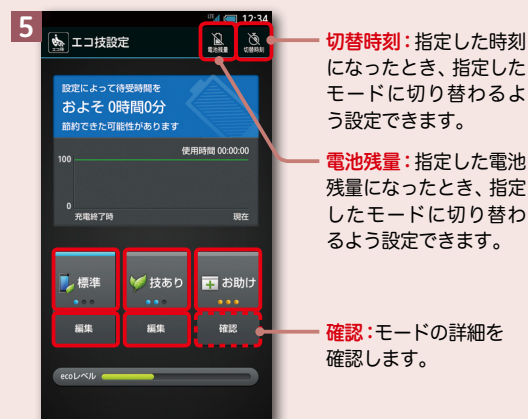 5
LTE 12:34
エコ技
エコ技設定
電池残量
切替時刻
設定によって待受時間を
およそ 0時間0分
節約できた可能性があります
使用時間 00:00:00
100
0
充電終了時
現在
標準
技あり
お助け
編集
編集
確認
ecoレベル
切替時刻：指定した時刻
になったとき、指定した
モードに切り替わるよ
う設定できます。
電池残量：指定した電池
残量になったとき、指定
したモードに切り替わ
るよう設定できます。
確認：モードの詳細を
確認します。